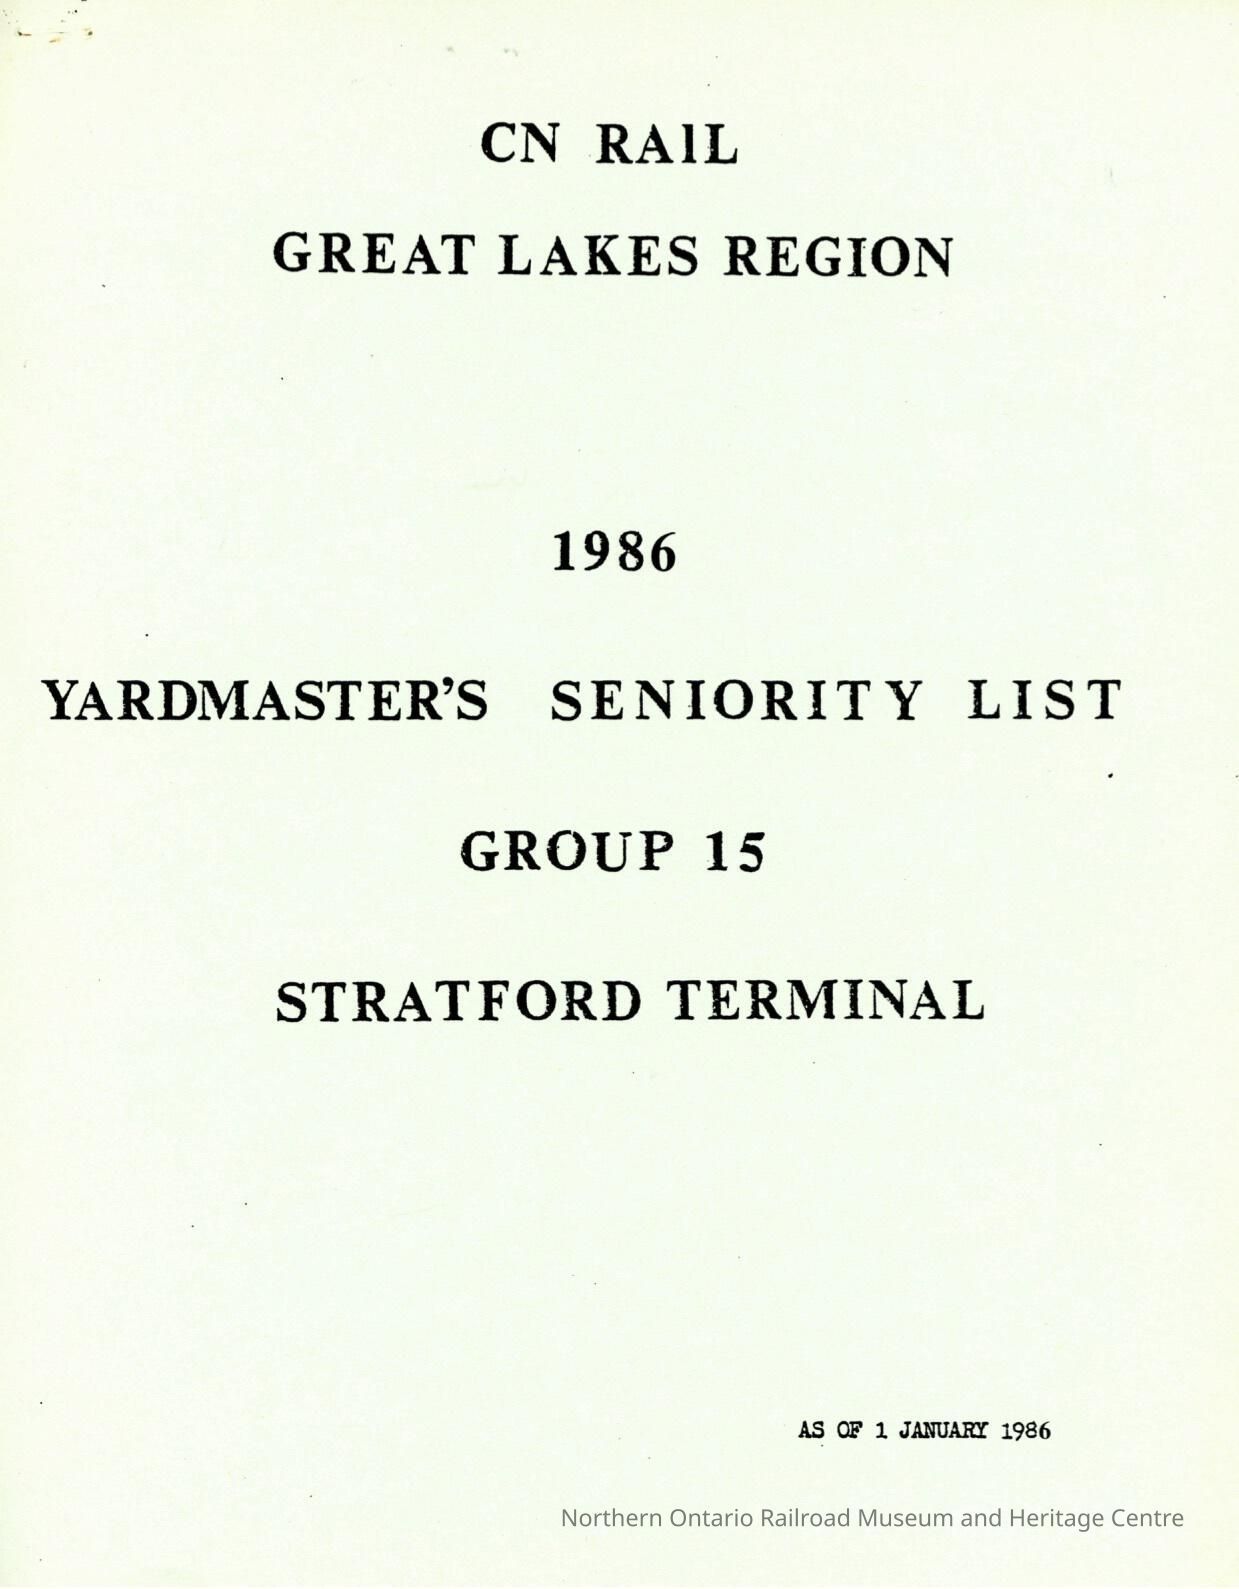 CN RAIL
GREAT LAKES REGION
1986
YARDMASTER'S SENIORITY LIST
GROUP 15
STRATFORD TERMINAL
AS OF 1 JANUARY 1986
Northern Ontario Railroad Museum and Heritage Centre